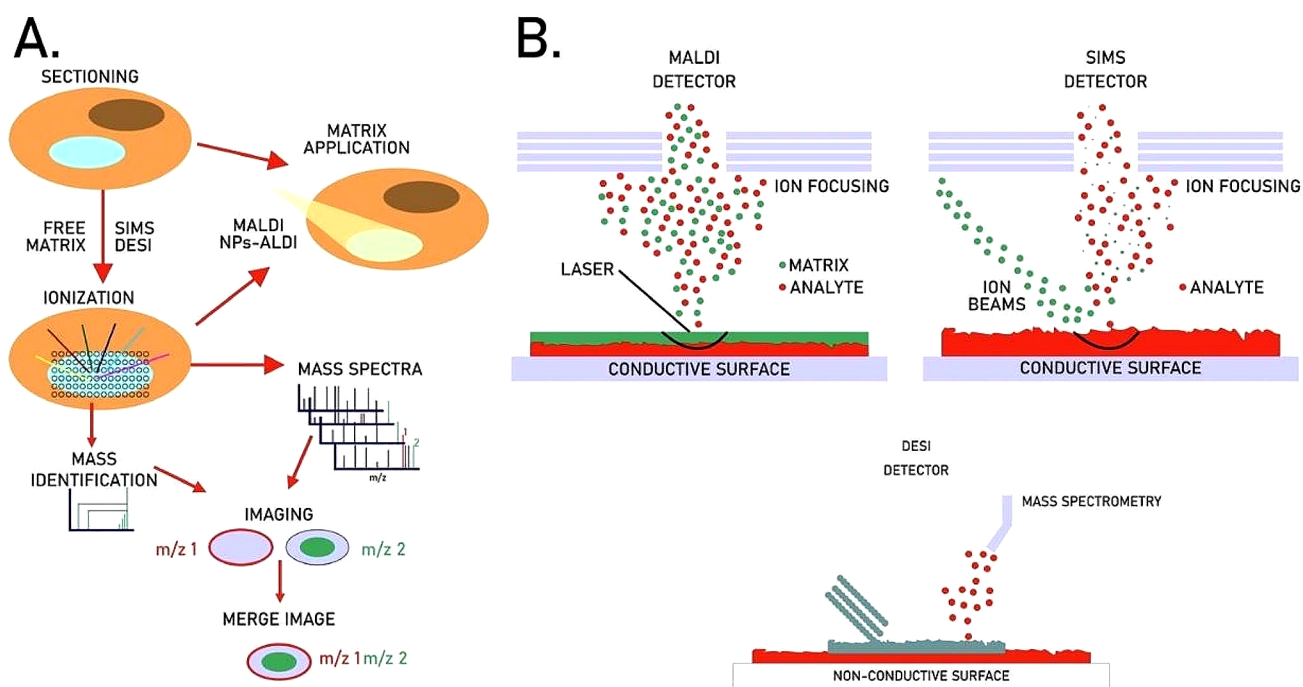 A.
SECTIONING
MATRIX
APPLICATION
FREE
MATRIX
SIMS
DESI
MALDI
NPs-ALDI
IONIZATION
MASS SPECTRA
1
2
m/z
MASS
IDENTIFICATION
IMAGING
m/z 1
m/z 2
MERGE IMAGE
m/z 1m/z 2
B.
MALDI
DETECTOR
ION FOCUSING
LASER
MATRIX
ANALYTE
CONDUCTIVE SURFACE
SIMS
DETECTOR
ION FOCUSING
ION
BEAMS
ANALYTE
CONDUCTIVE SURFACE
DESI
DETECTOR
MASS SPECTROMETRY
NON-CONDUCTIVE SURFACE